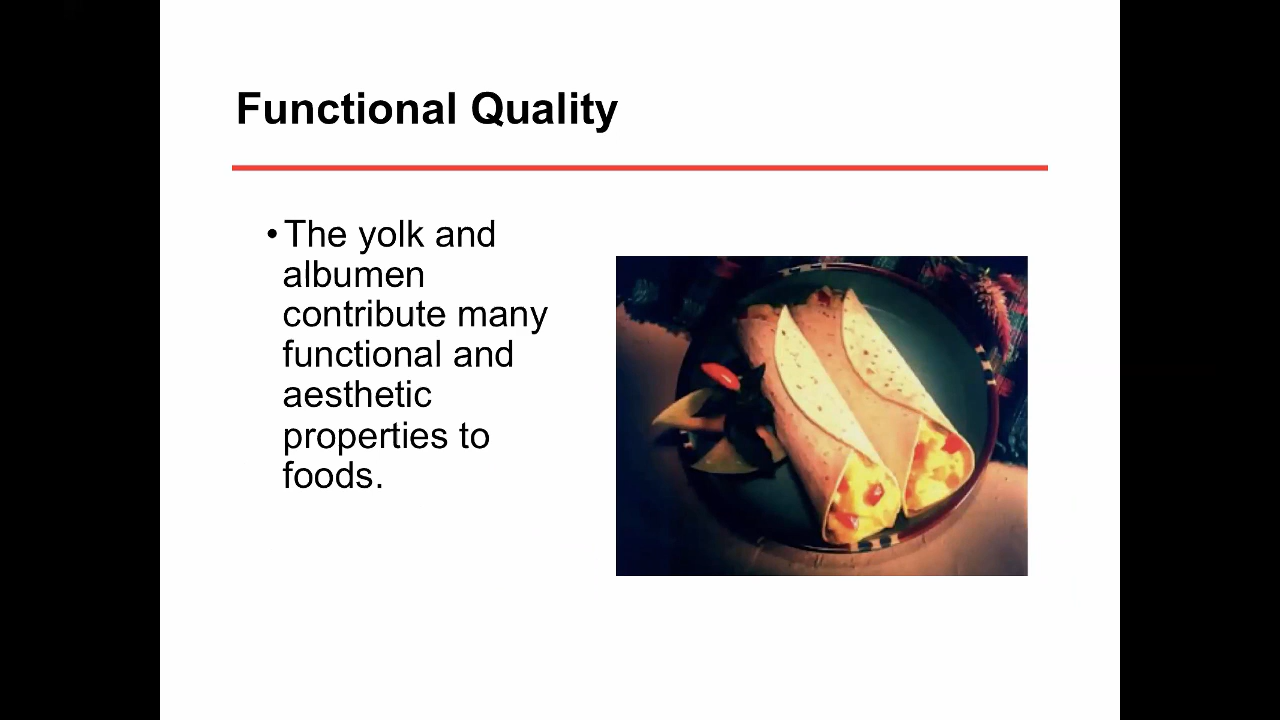 Functional Quality
• The yolk and
albumen
contribute many
functional and
aesthetic
properties to
foods.